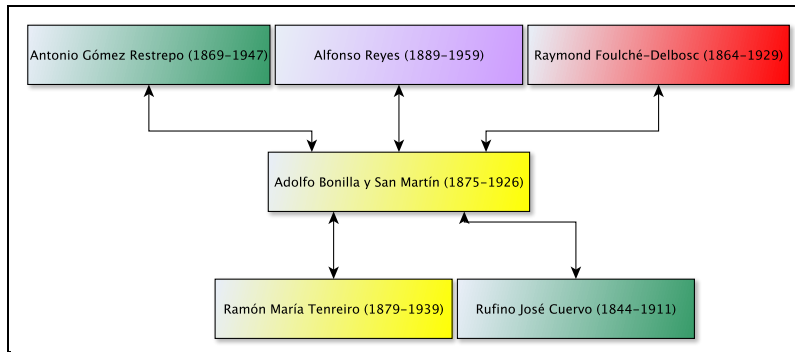 Antonio Gómez Restrepo (1869-1947)
Alfonso Reyes (1889-1959)
Raymond Foulché-Delbosc (1864-1929)
Adolfo Bonilla y San Martín (1875-1926)
Ramón María Tenreiro (1879-1939)
Rufino José Cuervo (1844-1911)